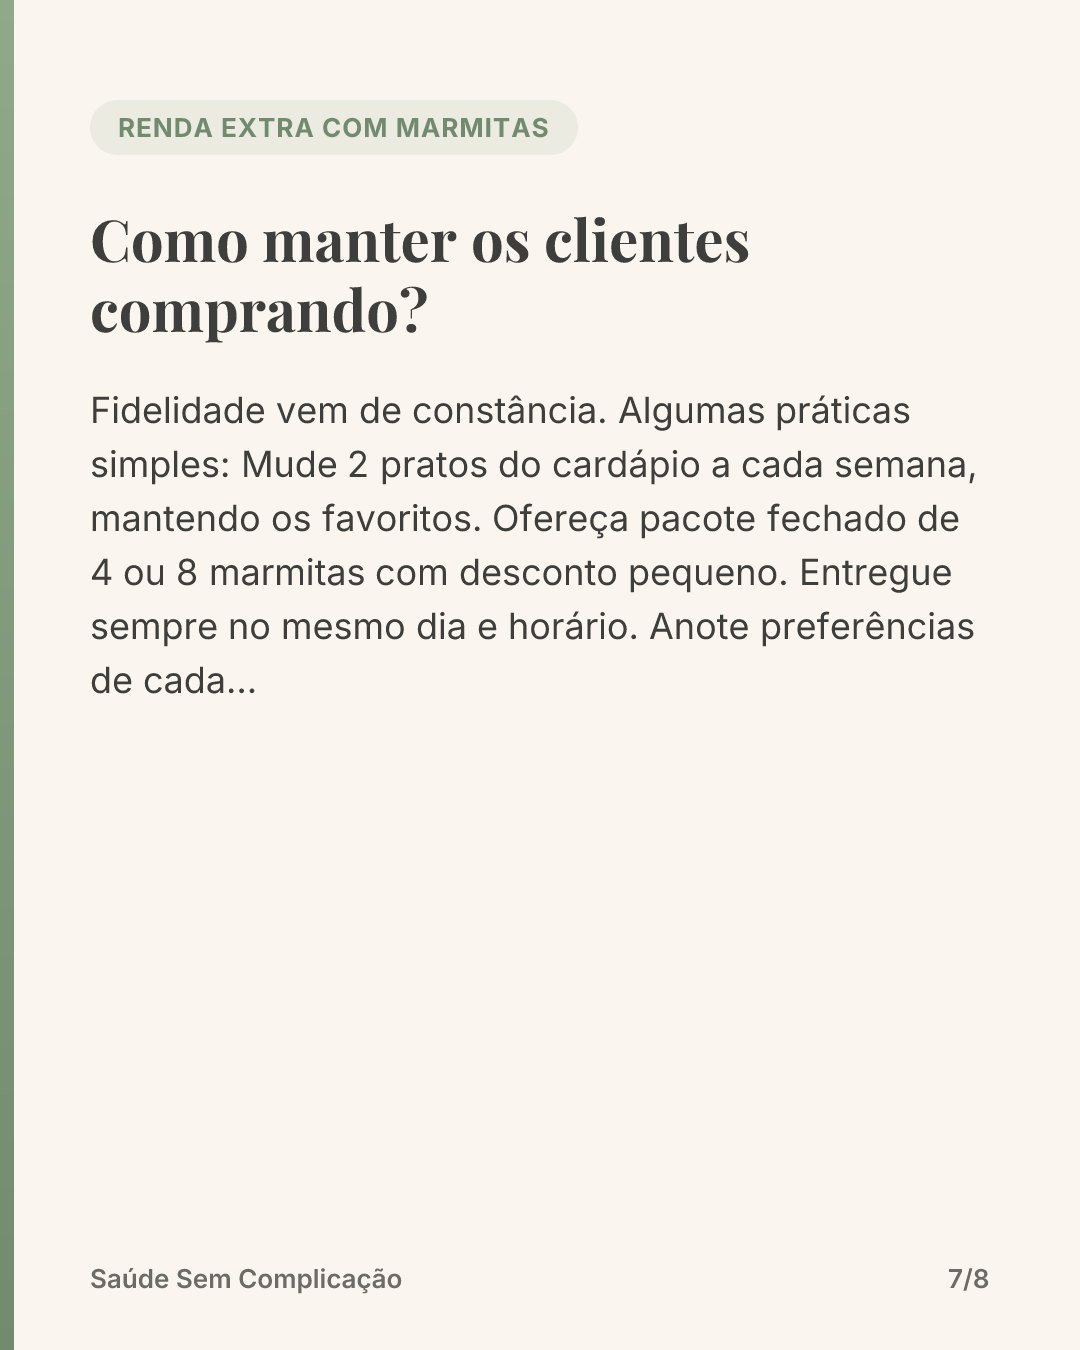 RENDA EXTRA COM MARMITAS
Como manter os clientes
comprando?
Fidelidade vem de constância. Algumas práticas
simples: Mude 2 pratos do cardápio a cada semana,
mantendo os favoritos. Ofereça pacote fechado de
4 ou 8 marmitas com desconto pequeno. Entregue
sempre no mesmo dia e horário. Anote preferências
de cada...
Saúde Sem Complicação
7/8